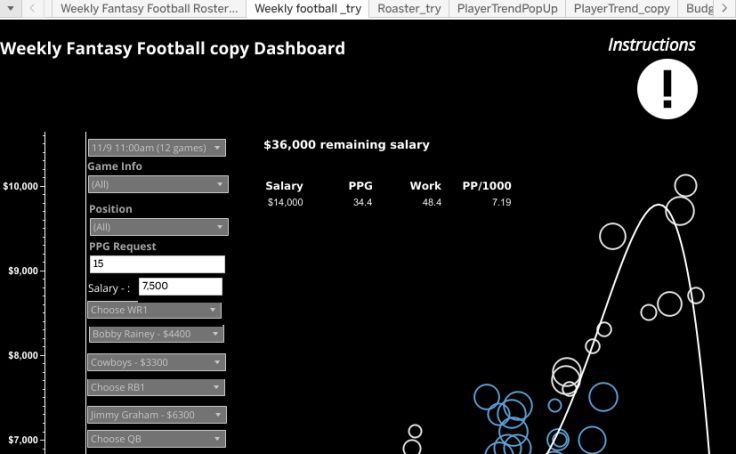 Weekly Fantasy Football Roster...
Weekly football _try
Roaster_try
PlayerTrendPopUp
PlayerTrend_copy
Budg
Weekly Fantasy Football copy Dashboard
Instructions
!
11/9 11:00am (12 games)
$36,000 remaining salary
Game Info
(All)
Salary PPG Work PP/1000
$14,000 34.4 48.4 7.19
Position
(All)
PPG Request
15
Salary - : 7,500
Choose WR1
Bobby Rainey - $4400
Cowboys - $3300
Choose RB1
Jimmy Graham - $6300
Choose QB
$10,000
$9,000
$8,000
$7,000